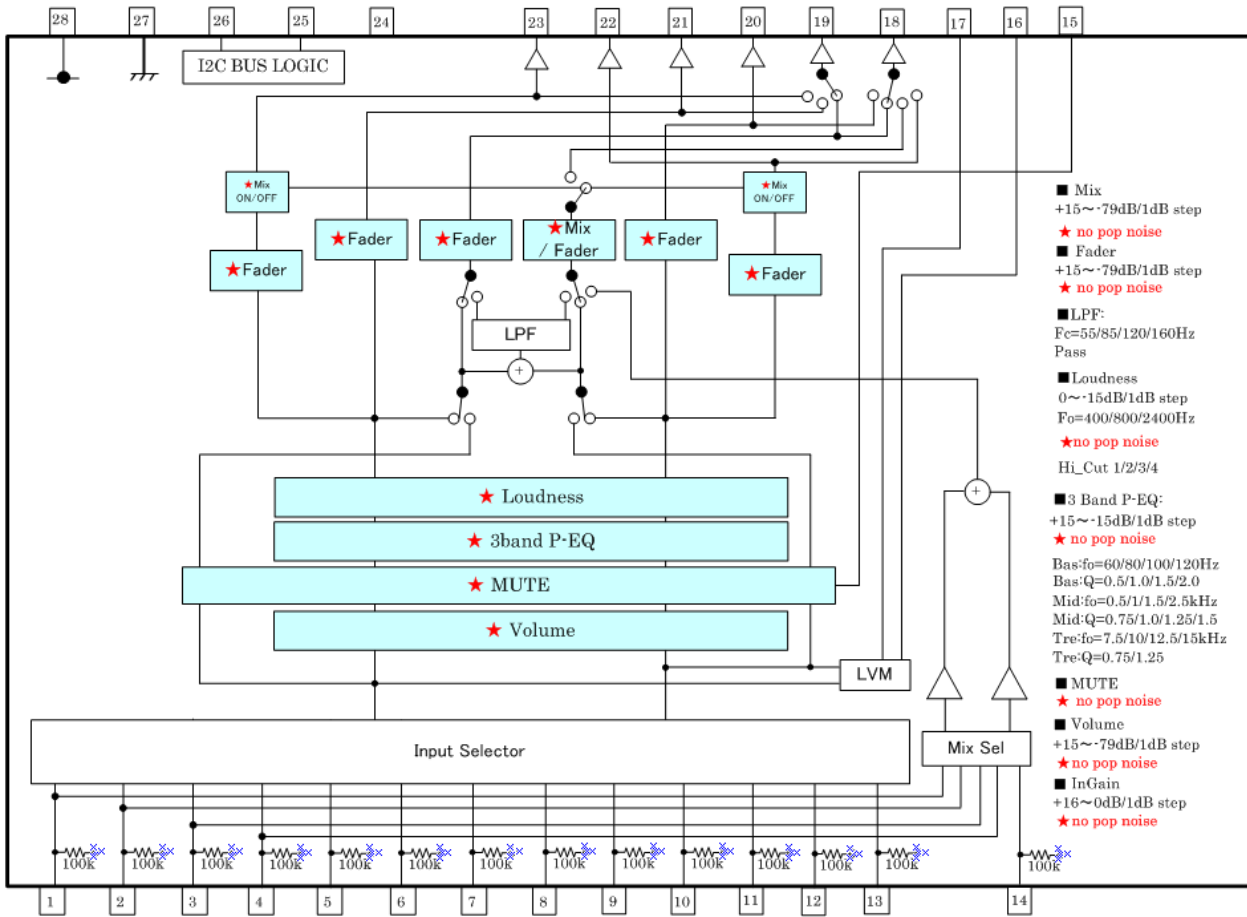 28
27
26
25
24
23
22
21
20
19
18
17
16
15
I2C BUS LOGIC
★Mix
ON/OFF
★Mix
ON/OFF
★Fader
★Fader
★Mix
/ Fader
★Fader
★Fader
★Fader
LPF
+
+
★ Loudness
★ 3band P-EQ
★ MUTE
★ Volume
LVM
Input Selector
Mix Sel
■ Mix
+15～-79dB/1dB step
★ no pop noise
■ Fader
+15～-79dB/1dB step
★ no pop noise
■LPF:
Fc=55/85/120/160Hz
Pass
■Loudness
0～-15dB/1dB step
Fo=400/800/2400Hz
★no pop noise
Hi_Cut 1/2/3/4
■3 Band P-EQ:
+15～-15dB/1dB step
★ no pop noise
Bas:fo=60/80/100/120Hz
Bas:Q=0.5/1.0/1.5/2.0
Mid:fo=0.5/1/1.5/2.5kHz
Mid:Q=0.75/1.0/1.25/1.5
Tre:fo=7.5/10/12.5/15kHz
Tre:Q=0.75/1.25
■MUTE
★ no pop noise
■ Volume
+15～-79dB/1dB step
★no pop noise
■ InGain
+16～0dB/1dB step
★no pop noise
100k
100k
100k
100k
100k
100k
100k
100k
100k
100k
100k
100k
100k
100k
1
2
3
4
5
6
7
8
9
10
11
12
13
14